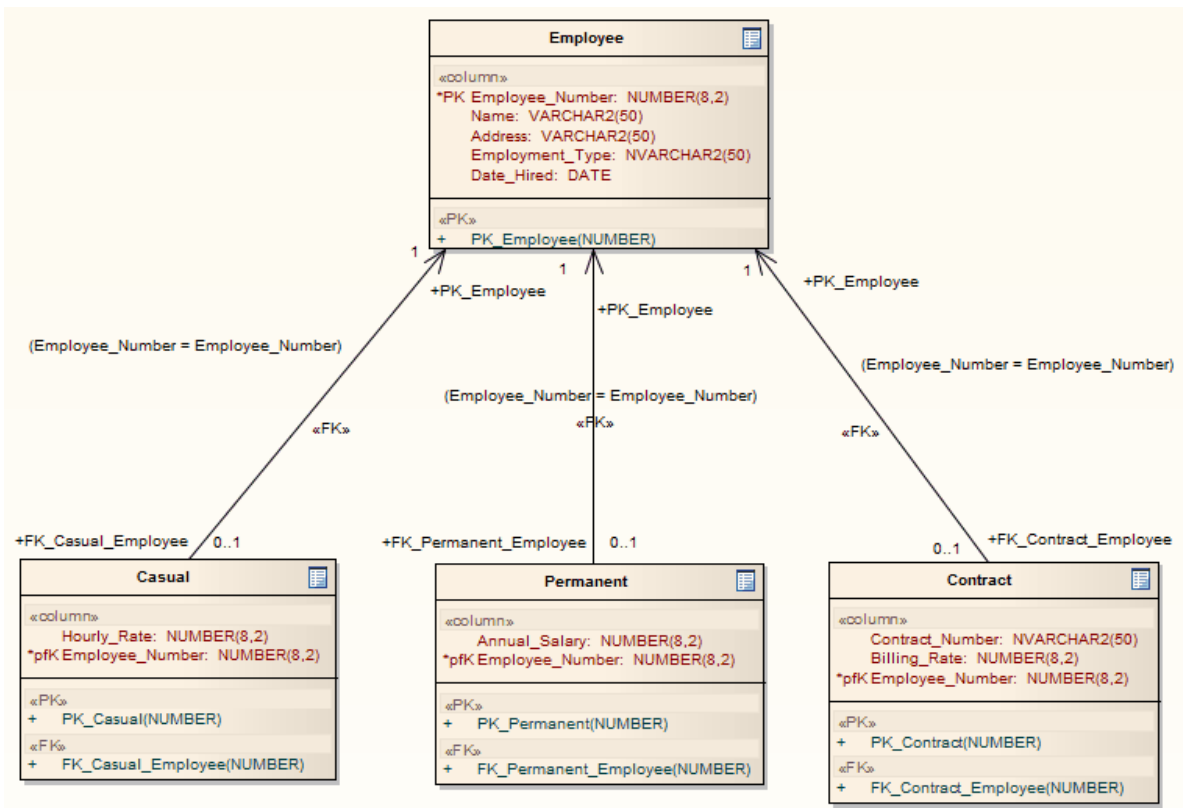 Employee
«column»
*PK Employee_Number: NUMBER(8,2)
Name: VARCHAR2(50)
Address: VARCHAR2(50)
Employment_Type: NVARCHAR2(50)
Date_Hired: DATE
«PK»
+ PK_Employee(NUMBER)
1
1
1
+PK_Employee
+PK_Employee
+PK_Employee
(Employee_Number = Employee_Number)
(Employee_Number = Employee_Number)
(Employee_Number = Employee_Number)
«FK»
«FK»
«FK»
+FK_Casual_Employee
0..1
+FK_Permanent_Employee
0..1
+FK_Contract_Employee
0..1
Casual
«column»
Hourly_Rate: NUMBER(8,2)
*pfK Employee_Number: NUMBER(8,2)
«PK»
+ PK_Casual(NUMBER)
«FK»
+ FK_Casual_Employee(NUMBER)
Permanent
«column»
Annual_Salary: NUMBER(8,2)
*pfK Employee_Number: NUMBER(8,2)
«PK»
+ PK_Permanent(NUMBER)
«FK»
+ FK_Permanent_Employee(NUMBER)
Contract
«column»
Contract_Number: NVARCHAR2(50)
Billing_Rate: NUMBER(8,2)
*pfK Employee_Number: NUMBER(8,2)
«PK»
+ PK_Contract(NUMBER)
«FK»
+ FK_Contract_Employee(NUMBER)